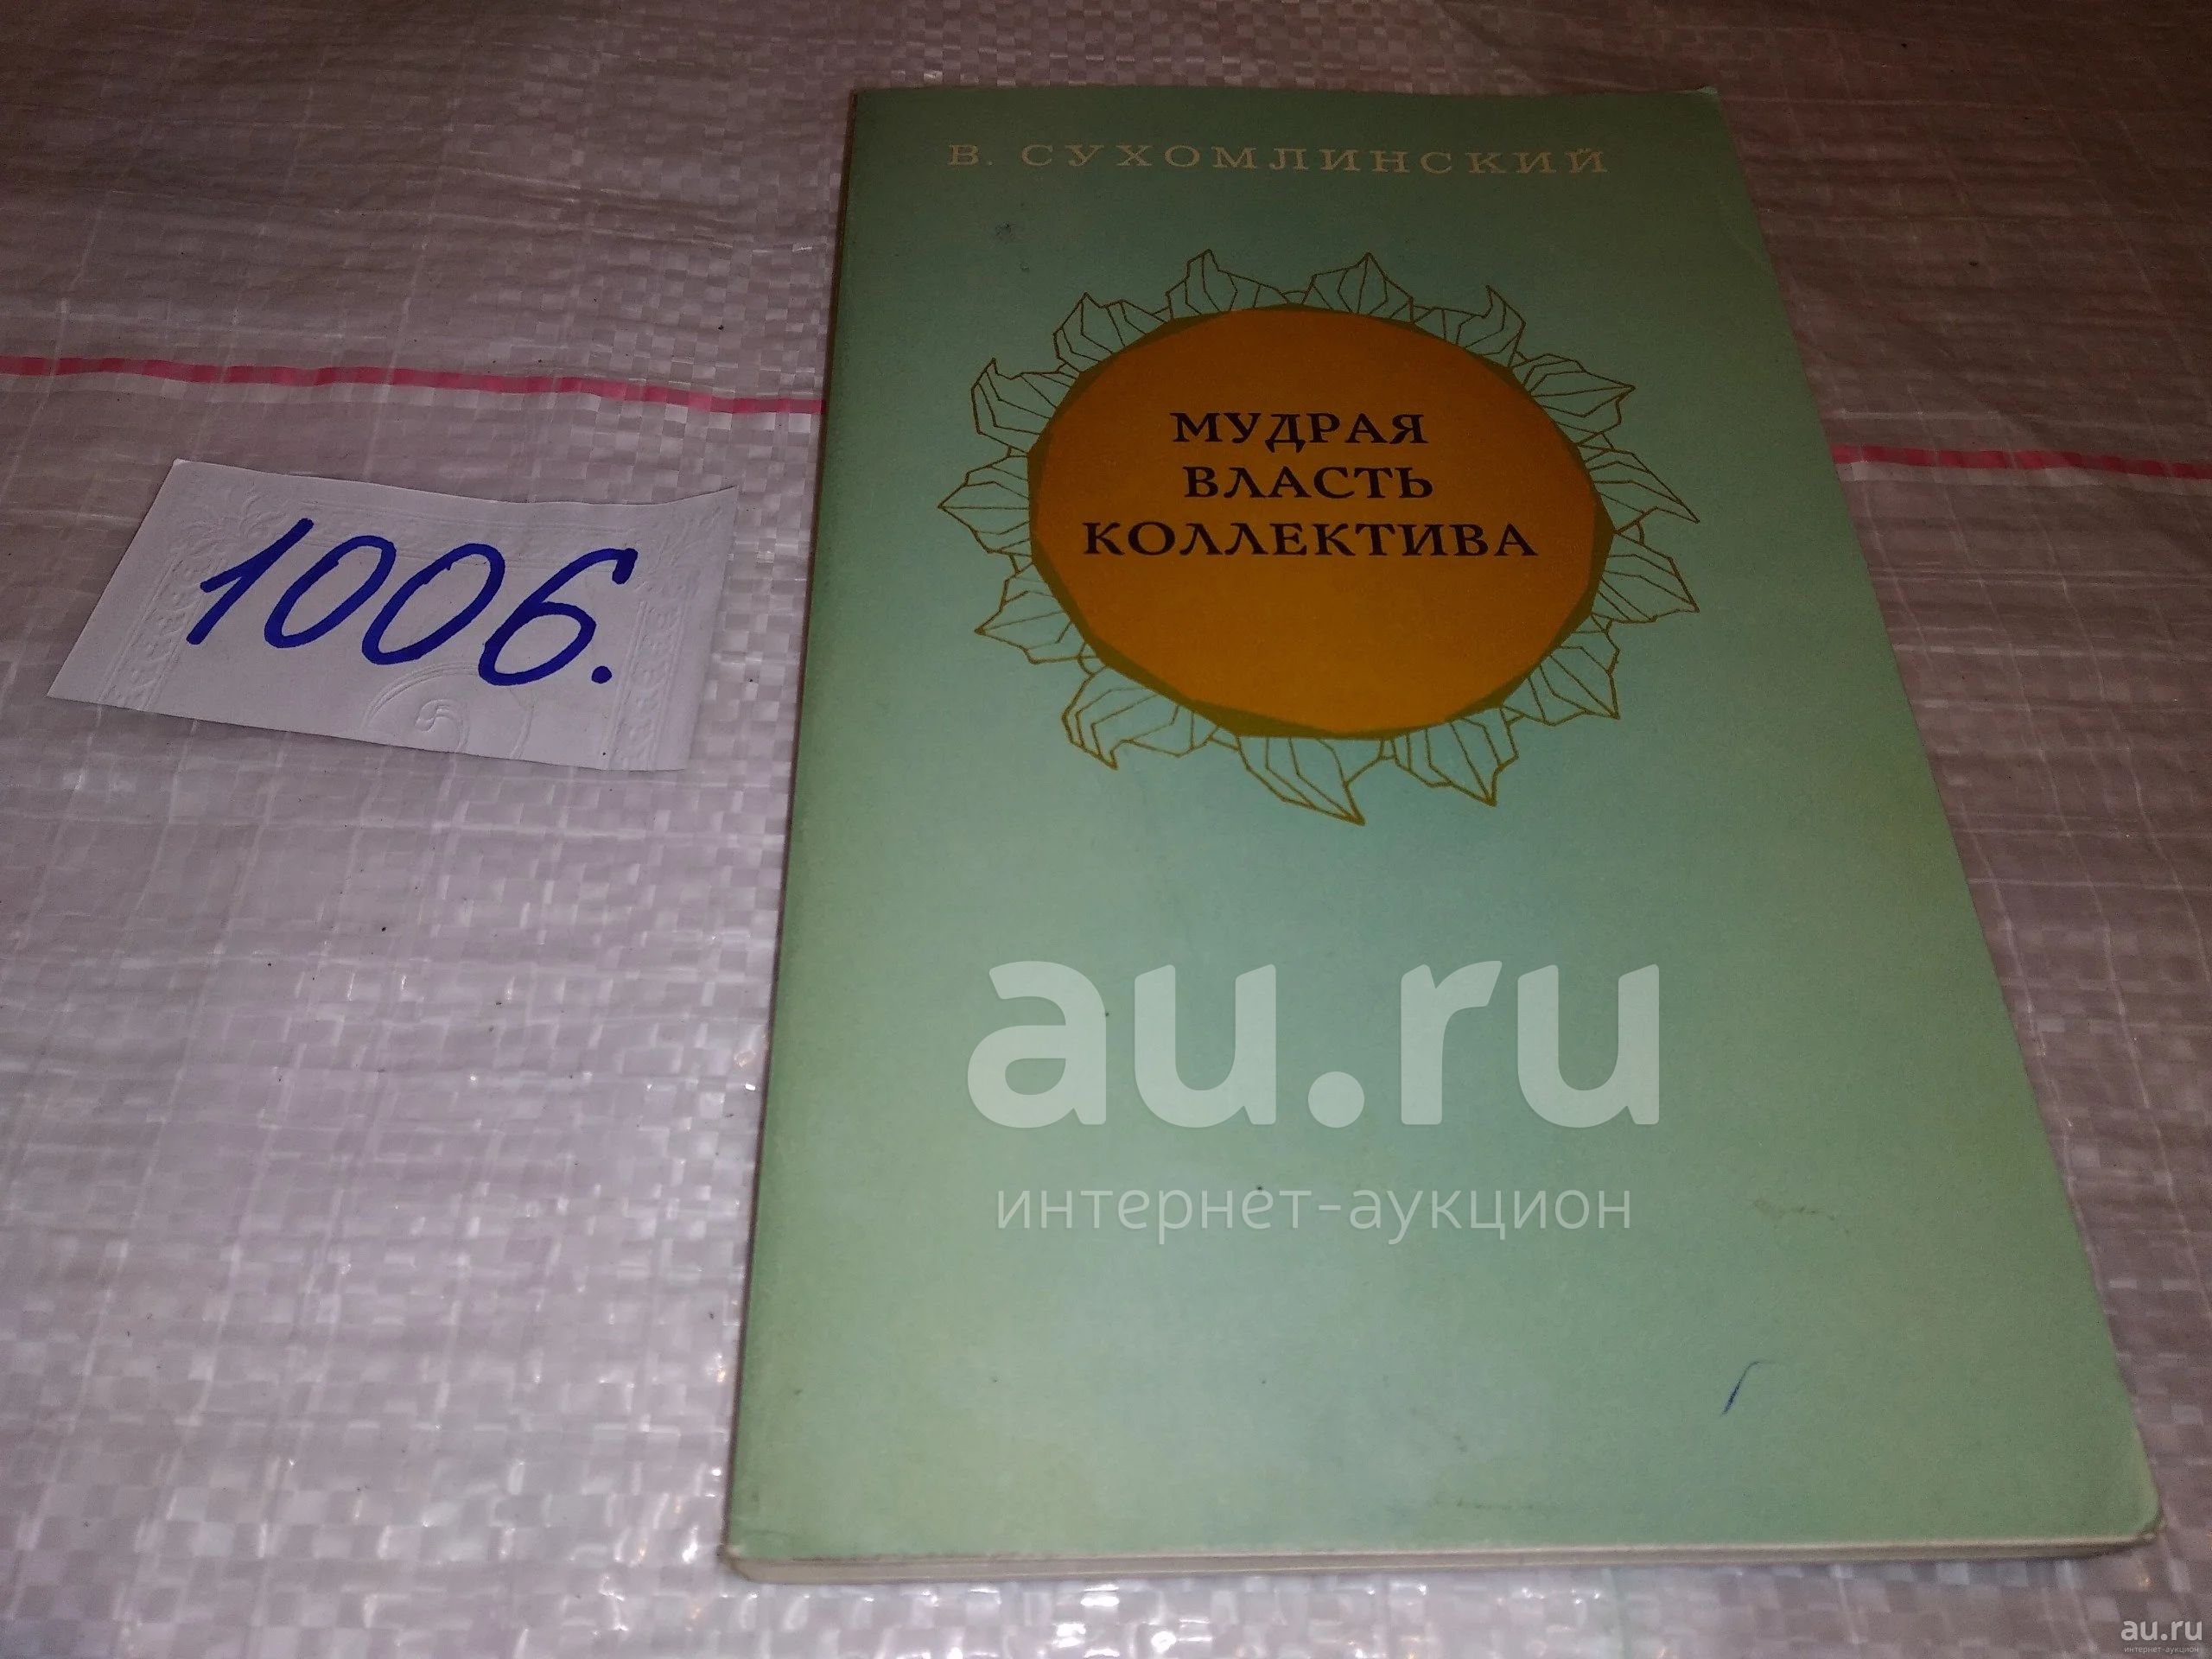 В. СУХОМЛИНСКИЙ
МУДРАЯ
ВЛАСТЬ
КОЛЛЕКТИВА
1006.
au.ru
интернет-аукцион
au.ru
интернет-аукцион